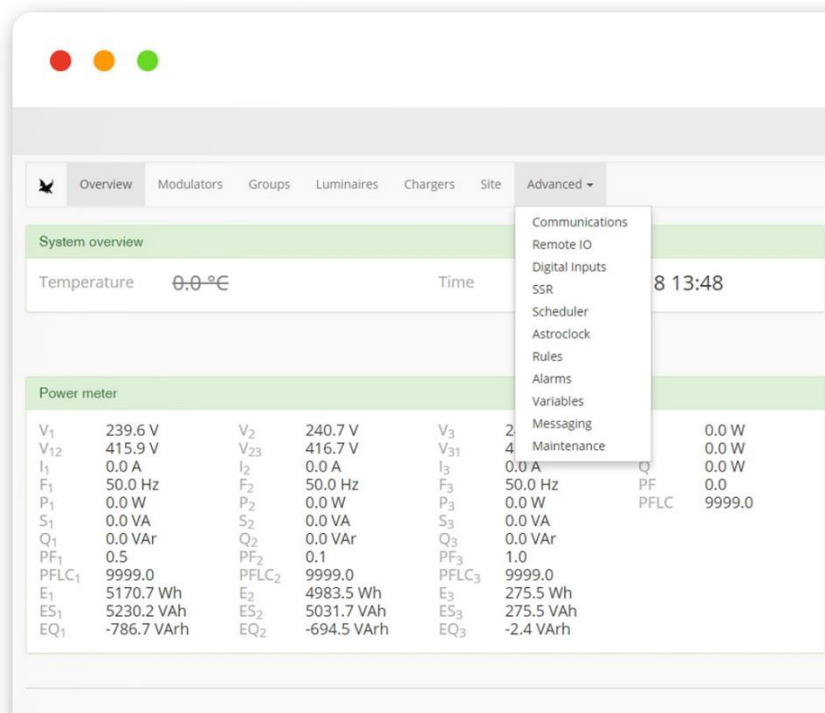 Overview Modulators Groups Luminaires Chargers Site Advanced
Communications
Remote IO
Digital Inputs
SSR
Scheduler
Astroclock
Rules
Alarms
Variables
Messaging
Maintenance
System overview
Temperature 0.0 °C Time 8 13:48
Power meter
V1 239.6 V V2 240.7 V V3 2 0.0 W
V12 415.9 V V23 416.7 V V31 4 0.0 W
I1 0.0 A I2 0.0 A I3 0.0 A Q 0.0 W
F1 50.0 Hz F2 50.0 Hz F3 50.0 Hz PF 0.0
P1 0.0 W P2 0.0 W P3 0.0 W PFLC 9999.0
S1 0.0 VA S2 0.0 VA S3 0.0 VA
Q1 0.0 VAr Q2 0.0 VAr Q3 0.0 VAr
PF1 0.5 PF2 0.1 PF3 1.0
PFLC1 9999.0 PFLC2 9999.0 PFLC3 9999.0
E1 5170.7 Wh E2 4983.5 Wh E3 275.5 Wh
ES1 5230.2 VAh ES2 5031.7 VAh ES3 275.5 VAh
EQ1 -786.7 VArh EQ2 -694.5 VArh EQ3 -2.4 VArh